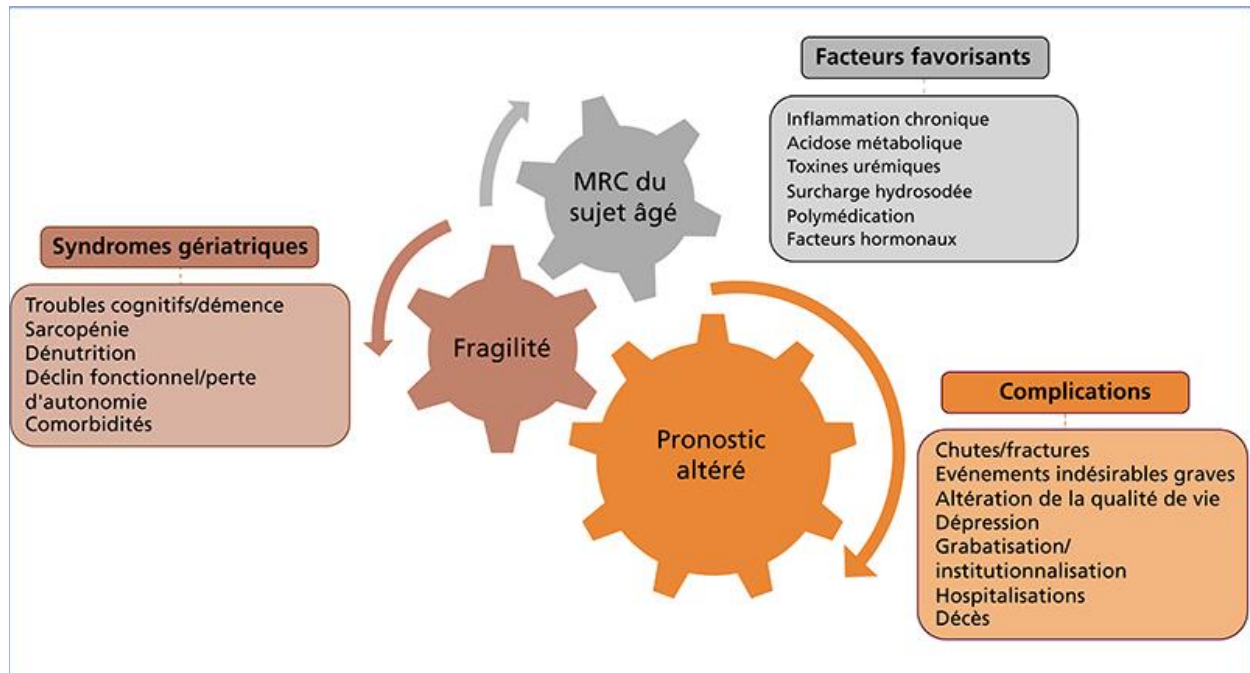 Facteurs favorisants
Inflammation chronique
Acidose métabolique
Toxines urémiques
Surcharge hydrosodée
Polymédication
Facteurs hormonaux
MRC du
sujet âgé
Syndromes gériatriques
Troubles cognitifs/démence
Sarcopénie
Dénutrition
Déclin fonctionnel/perte
d'autonomie
Comorbidités
Fragilité
Pronostic
altéré
Complications
Chutes/fractures
Evénements indésirables graves
Altération de la qualité de vie
Dépression
Grabatisation/
institutionnalisation
Hospitalisations
Décès